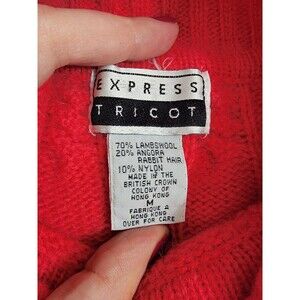 EXPRESS
TRICOT
70% LAMBSWOOL
20% ANGORA
RABBIT HAIR
10% NYLON
MADE IN THE
BRITISH CROWN
COLONY OF
HONG KONG
M
FABRIQUE A
HONG KONG
OVER FOR CARE